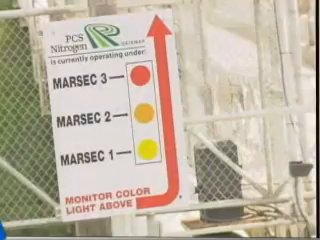 PCS
Nitrogen
is currently operating under:
MARSEC 3
MARSEC 2
MARSEC 1
MONITOR COLOR
LIGHT ABOVE